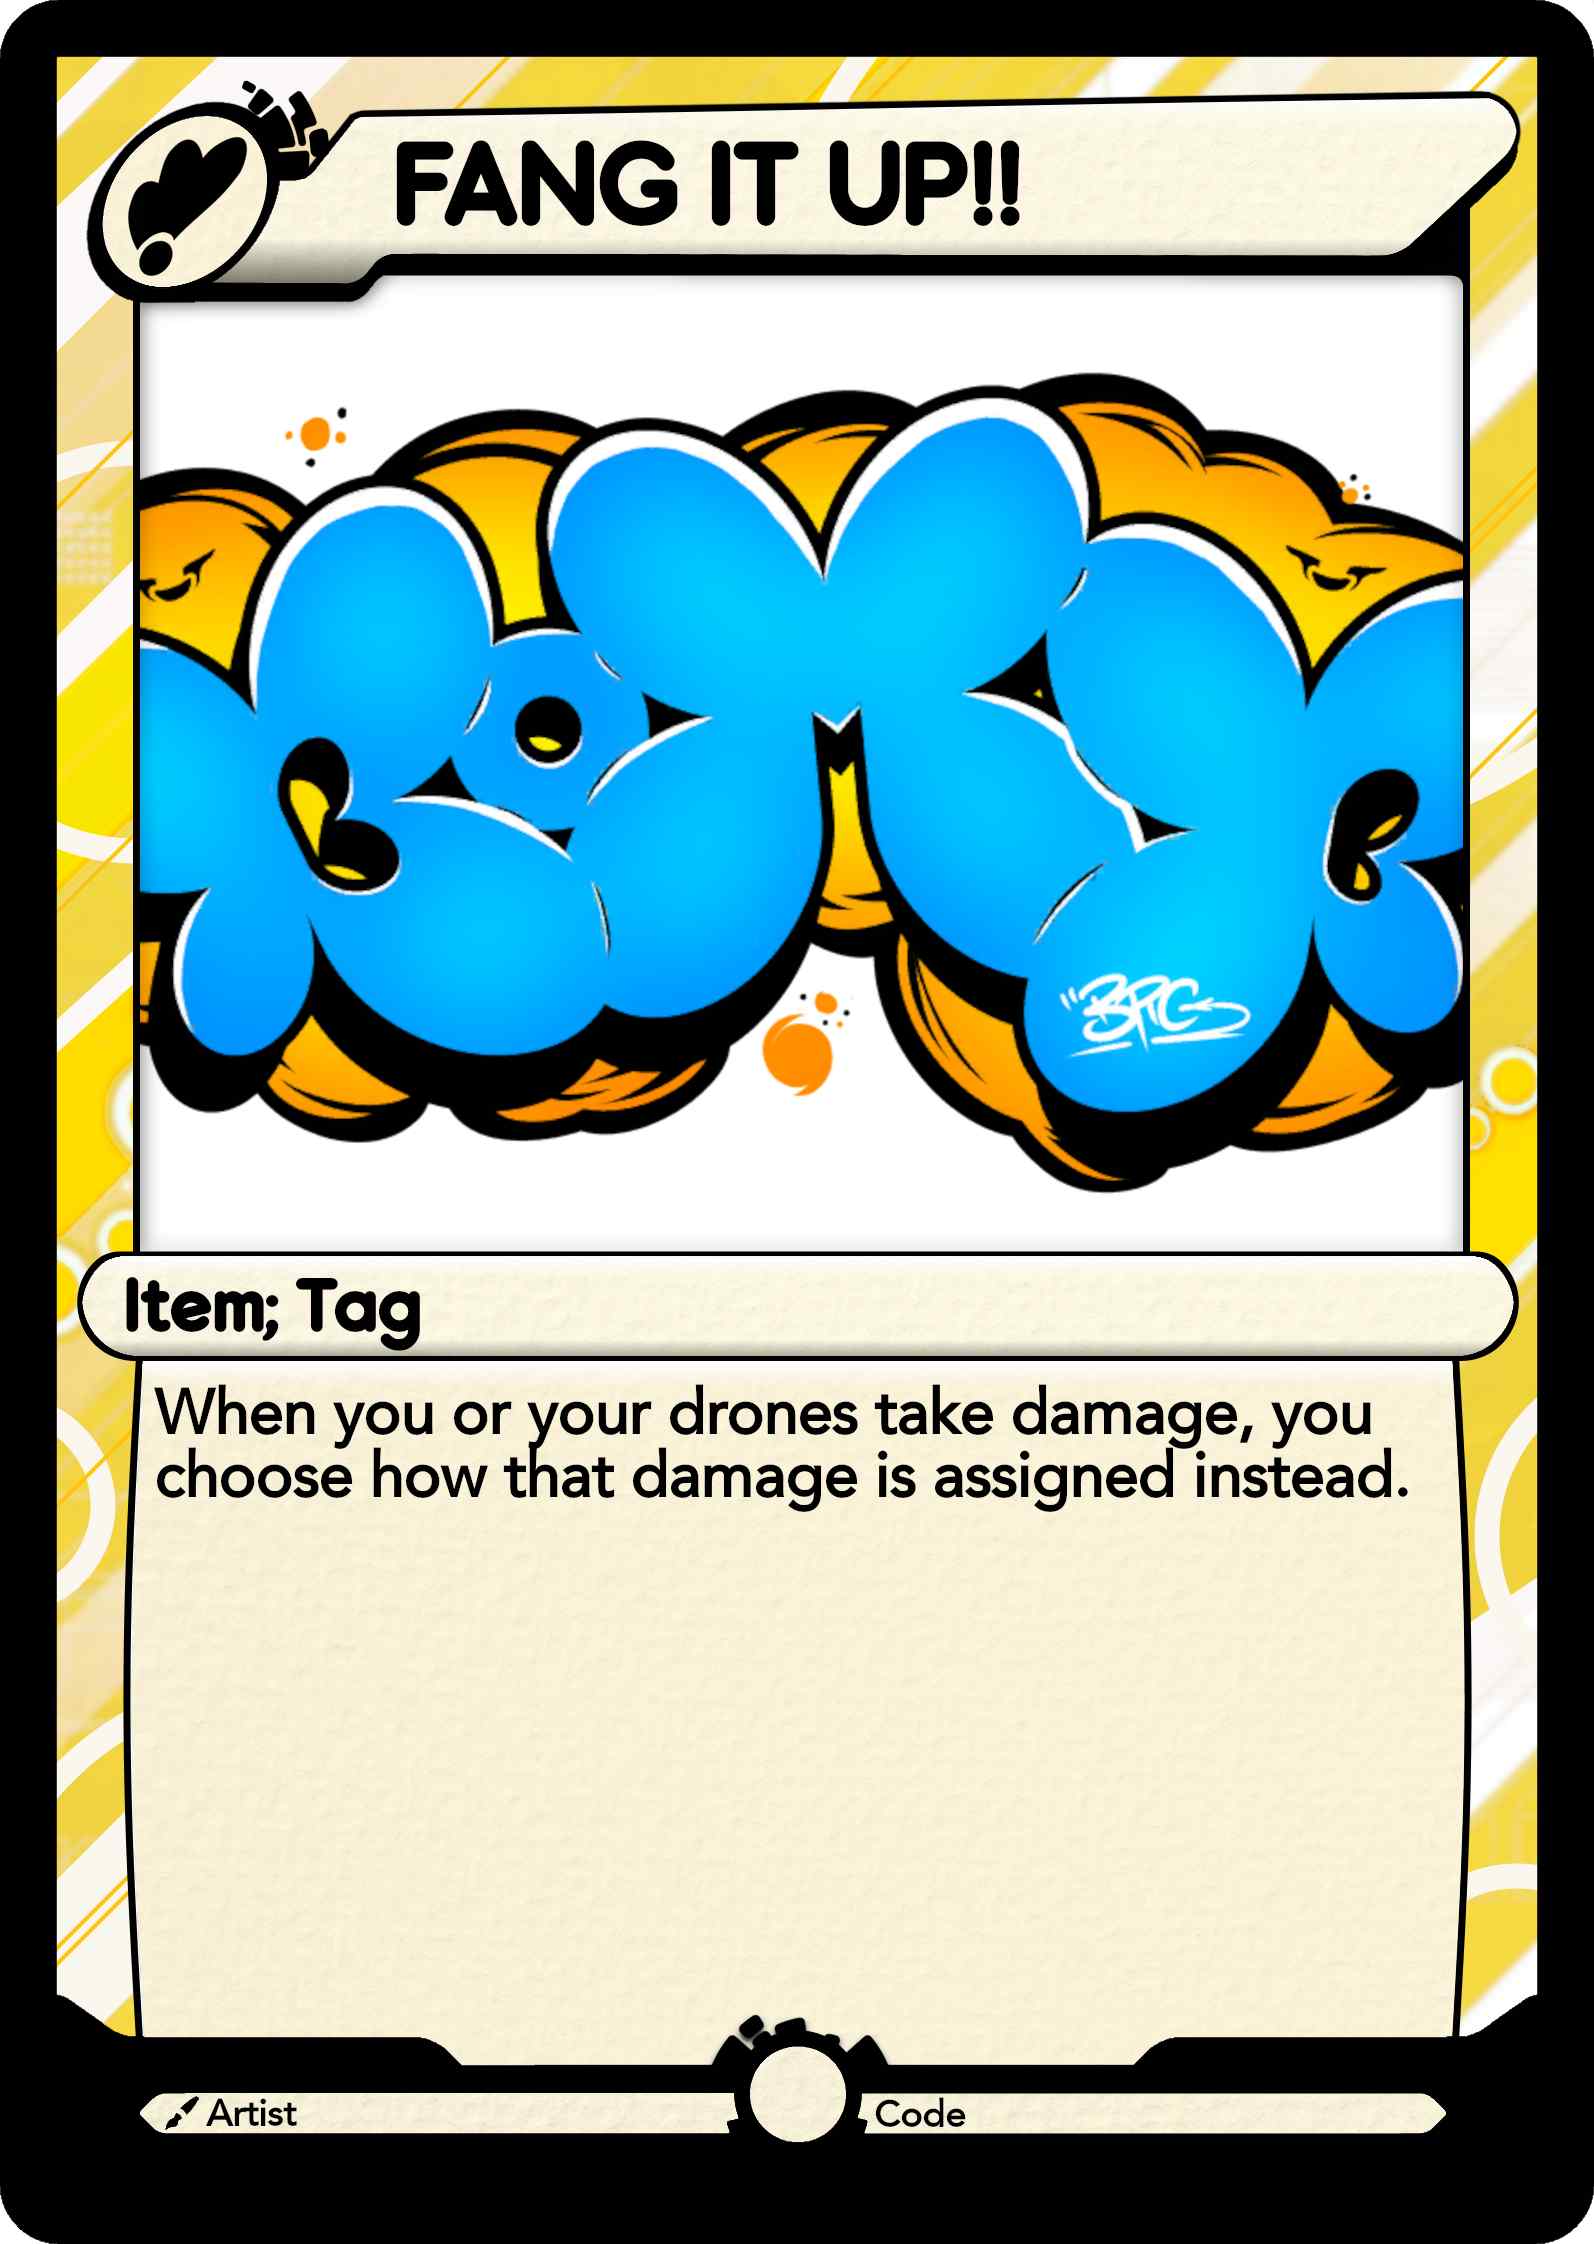 FANG IT UP!!
"BRC
Item; Tag
When you or your drones take damage, you
choose how that damage is assigned instead.
Artist
Code